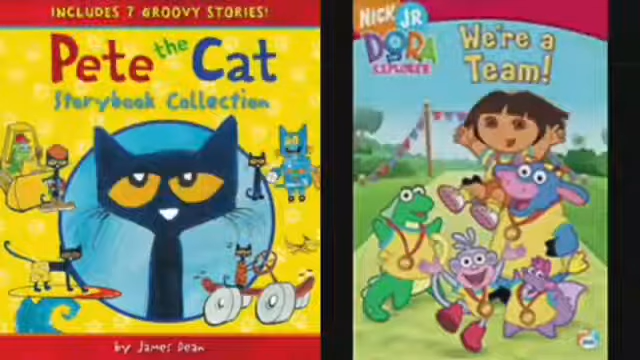 INCLUDES 7 GROOVY STORIES!
Pete the Cat
Storybook Collection
by James Dean
NICK JR
DORA
the EXPLORER
We're a
Team!